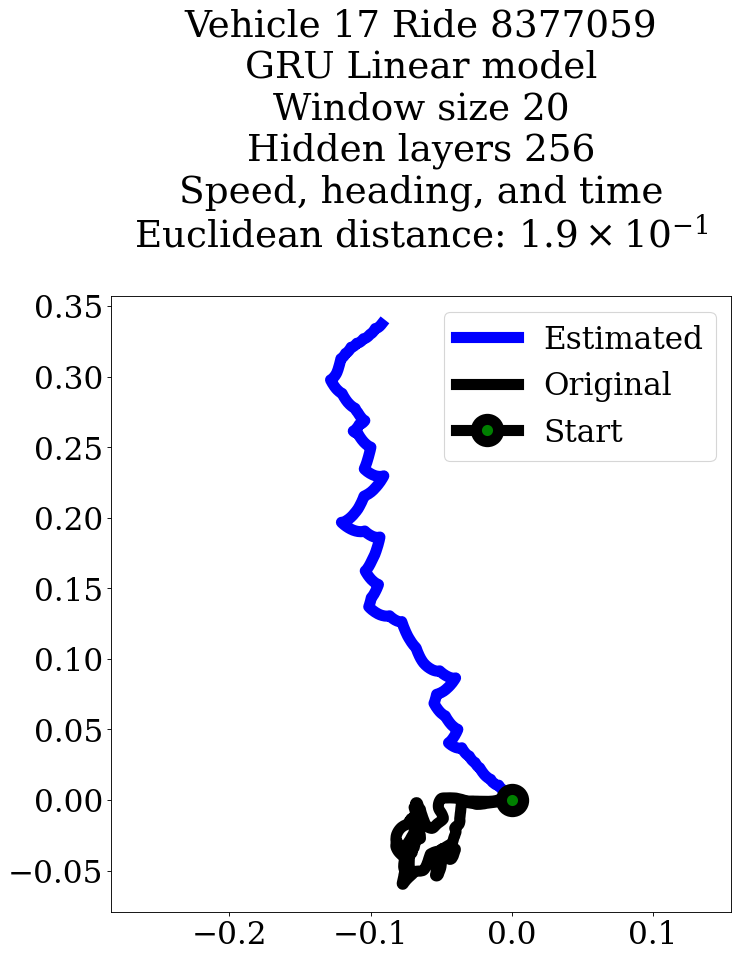 Vehicle 17 Ride 8377059
GRU Linear model
Window size 20
Hidden layers 256
Speed, heading, and time
Euclidean distance: 1.9 × 10⁻¹
Estimated
Original
Start
0.35
0.30
0.25
0.20
0.15
0.10
0.05
0.00
−0.05
−0.2
−0.1
0.0
0.1